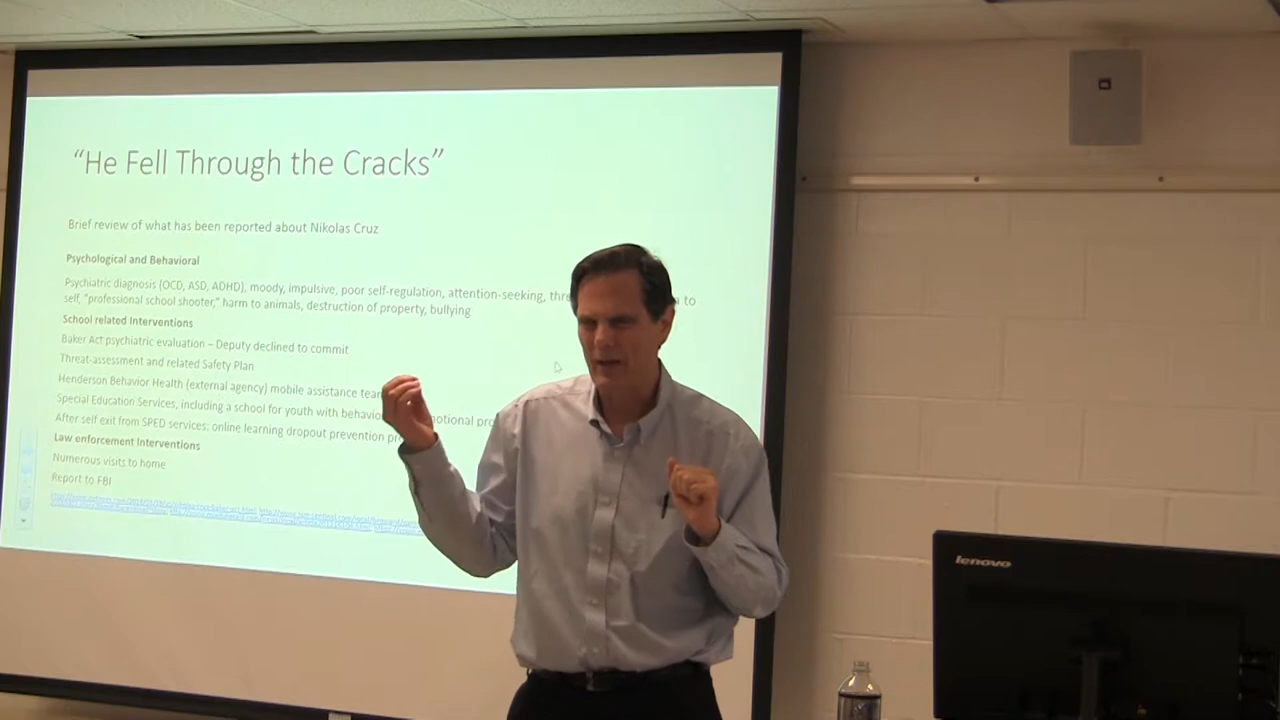 “He Fell Through the Cracks”
Brief review of what has been reported about Nikolas Cruz
Psychological and Behavioral
Psychiatric diagnosis (OCD, ASD, ADHD), moody, impulsive, poor self-regulation, attention-seeking, to
self, “professional school shooter,” harm to animals, destruction of property, bullying
School related Interventions
Baker Act psychiatric evaluation – Deputy declined to commit
Threat-assessment and related Safety Plan
Henderson Behavior Health (external agency) mobile assistance
Special Education Services, including a school for youth with
After self exit from SPED services: online learning dropout prevention
Law enforcement Interventions
Numerous visits to home
Report to FBI
lenovo